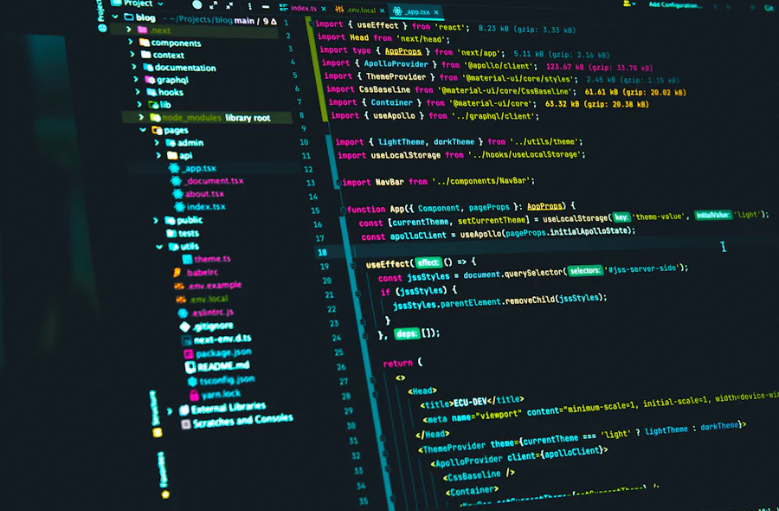 Project
index.ts
.env.local
_app.tsx
Add Configuration...
Git
blog ~/Projects/blog main / 9 Δ
.next
components
context
documentation
graphql
hooks
lib
node_modules library root
pages
admin
api
_app.tsx
_document.tsx
about.tsx
index.tsx
public
tests
utils
theme.ts
.babelrc
.env.example
.env.local
.eslintrc.js
.gitignore
next-env.d.ts
package.json
README.md
tsconfig.json
yarn.lock
External Libraries
Scratches and Consoles
Project
Structure
Favorites
1 import { useEffect } from 'react'; 8.23 kB (gzip: 3.33 kB)
2 import Head from 'next/head';
3 import type { AppProps } from 'next/app'; 5.11 kB (gzip: 2.16 kB)
4 import { ApolloProvider } from '@apollo/client'; 123.67 kB (gzip: 33.78 kB)
5 import { ThemeProvider } from '@material-ui/core/styles'; 2.45 kB (gzip: 1.15 kB)
6 import CssBaseline from '@material-ui/core/CssBaseline'; 61.61 kB (gzip: 20.02 kB)
7 import { Container } from '@material-ui/core'; 63.32 kB (gzip: 20.38 kB)
8 import { useApollo } from '../graphql/client';
9
10 import { lightTheme, darkTheme } from '../utils/theme';
11 import useLocalStorage from '../hooks/useLocalStorage';
12
13 import NavBar from '../components/NavBar';
14
15 function App({ Component, pageProps }: AppProps) {
16 const [currentTheme, setCurrentTheme] = useLocalStorage( key: 'theme-value', initialValue: 'light');
17 const apolloClient = useApollo(pageProps.initialApolloState);
18
19 useEffect( effect: () => {
20 const jssStyles = document.querySelector( selectors: '#jss-server-side');
21 if (jssStyles) {
22 jssStyles.parentElement.removeChild(jssStyles);
23 }
24 }, deps: []);
25
26 return (
27 <>
28 <Head>
29 <title>ECU-DEV</title>
30 <meta name="viewport" content="minimum-scale=1, initial-scale=1, width=device-wi
31 </Head>
32 <ThemeProvider theme={currentTheme === 'light' ? lightTheme : darkTheme}>
33 <ApolloProvider client={apolloClient}>
34 <CssBaseline />
35 <Container>